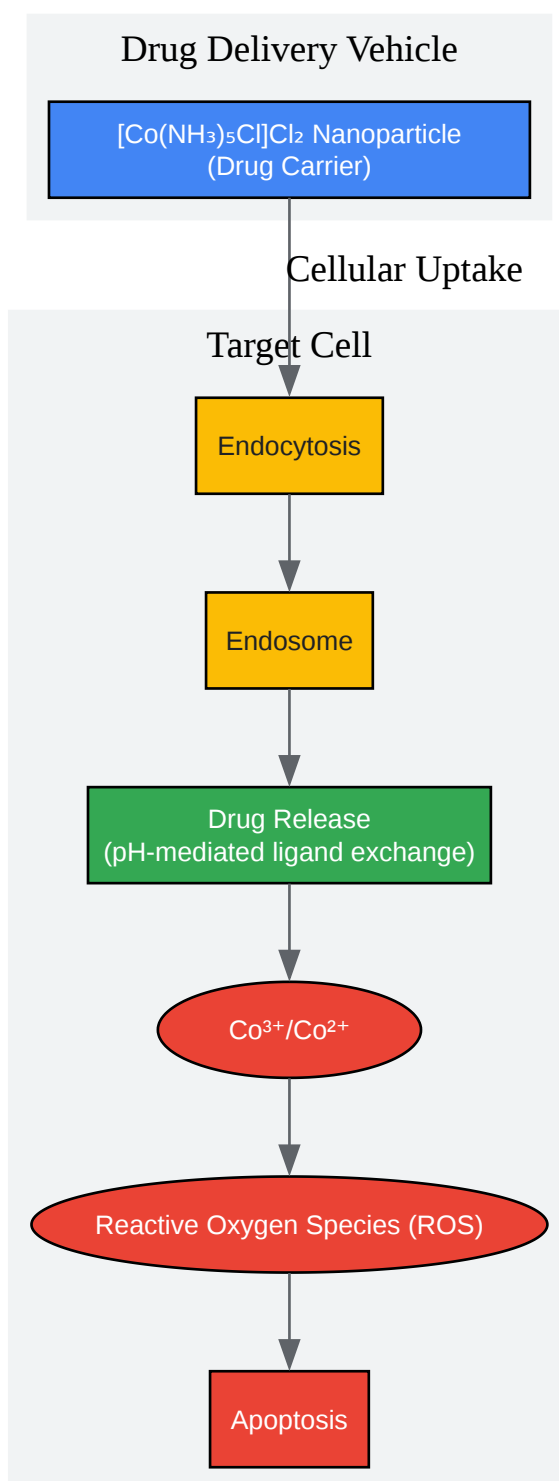 Drug Delivery Vehicle
[Co(NH₃)₅Cl]Cl₂ Nanoparticle
(Drug Carrier)
Cellular Uptake
Target Cell
Endocytosis
Endosome
Drug Release
(pH-mediated ligand exchange)
Co³⁺/Co²⁺
Reactive Oxygen Species (ROS)
Apoptosis